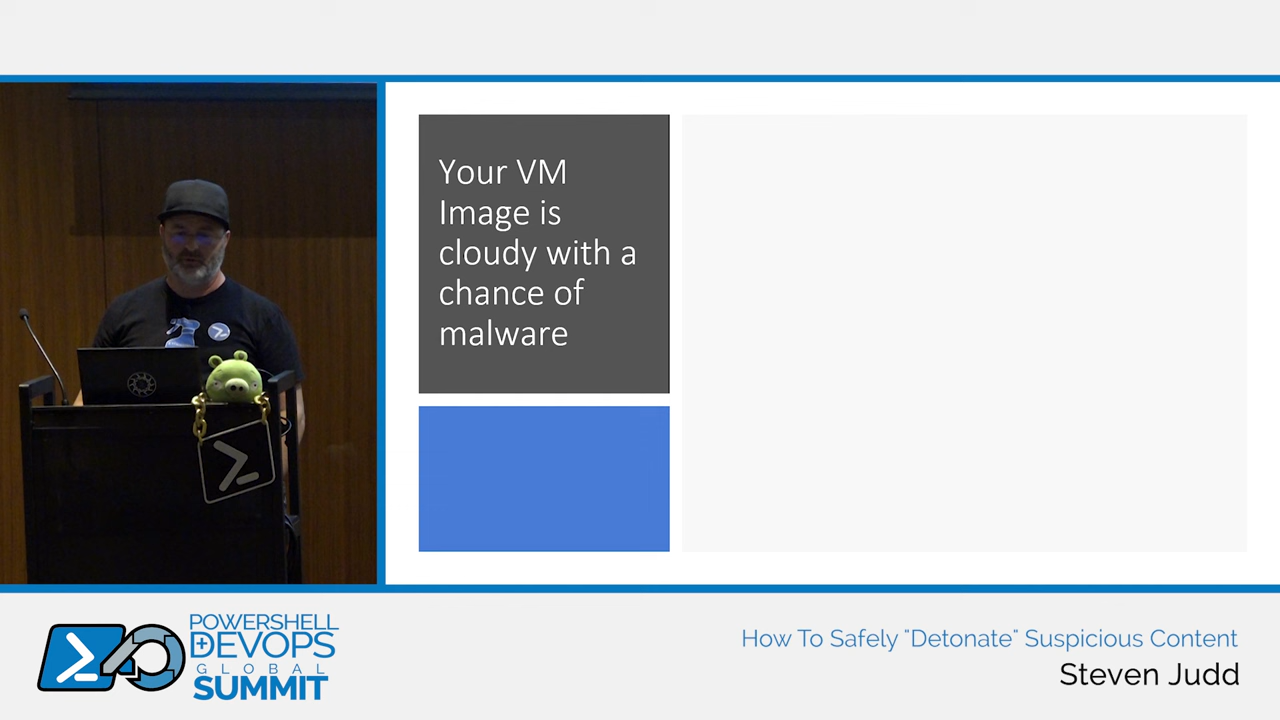 Your VM
Image is
cloudy with a
chance of
malware
POWERSHELL
+DEVOPS
GLOBAL
SUMMIT
How To Safely "Detonate" Suspicious Content
Steven Judd